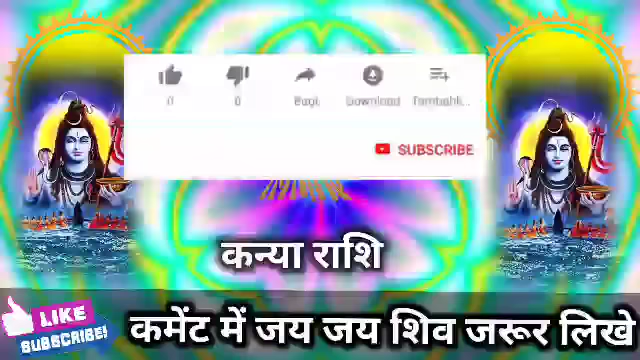 0 0 Bagi Download Tambahk...
SUBSCRIBE
कन्या राशि
LIKE
SUBSCRIBE!
कमेंट में जय जय शिव जरूर लिखे